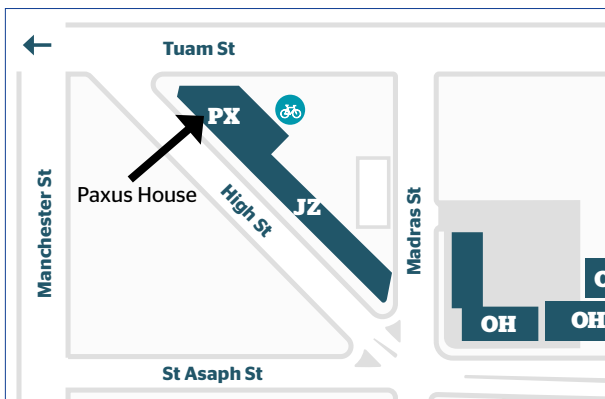 Tuam St
PX
Paxus House
High St
JZ
Manchester St
Madras St
OH
OH
St Asaph St